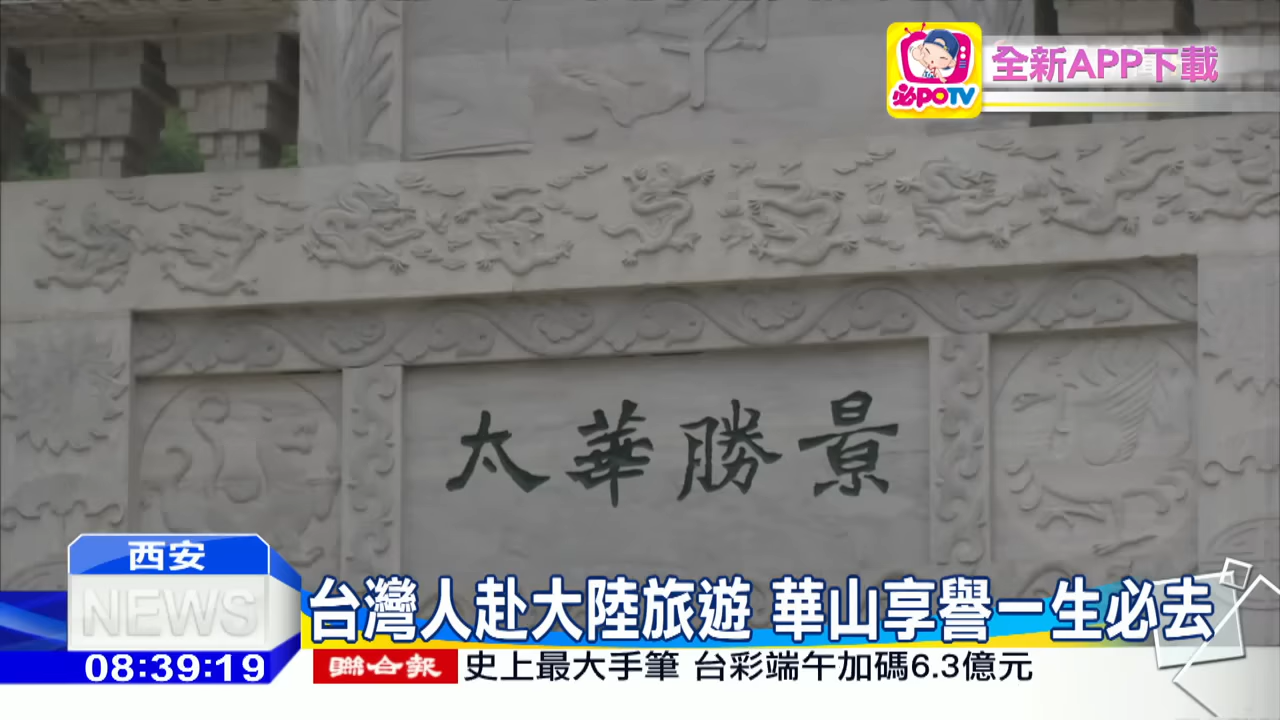 必POTV
全新APP下載
太華勝景
西安
NEWS
台灣人赴大陸旅遊 華山享譽一生必去
08:39:19
聯合報 史上最大手筆 台彩端午加碼6.3億元